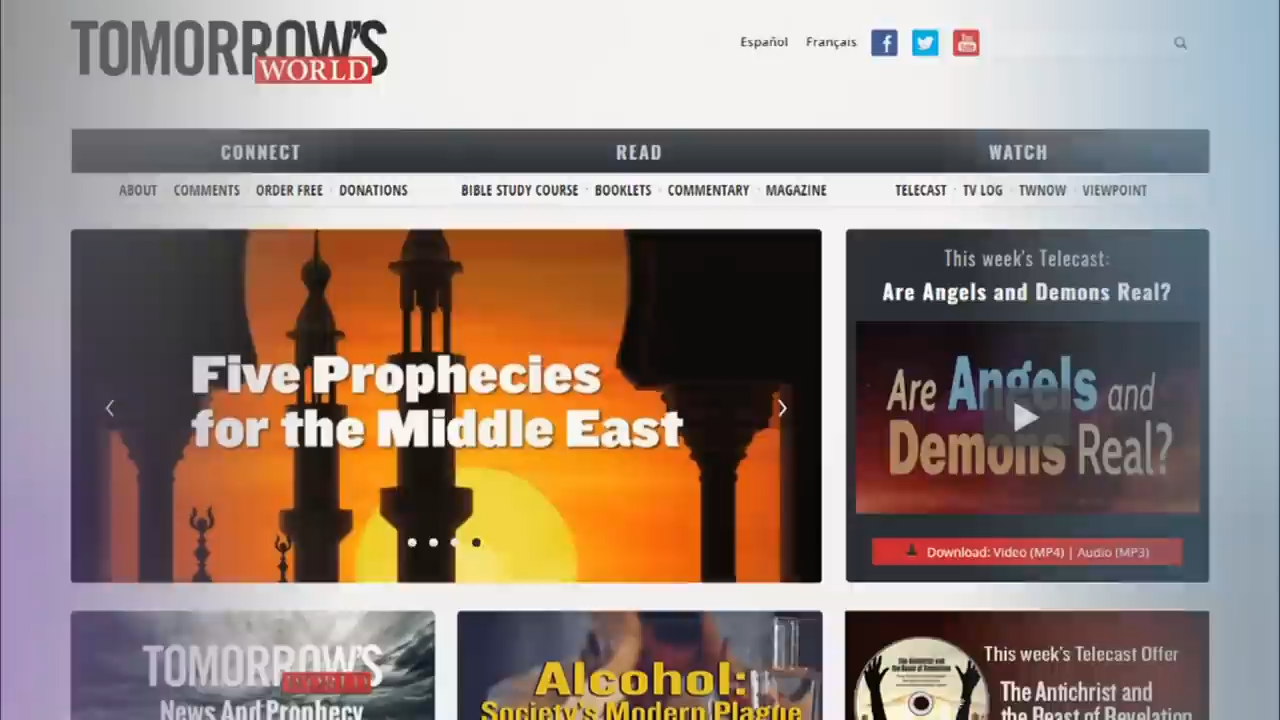 TOMORROW'S
WORLD
Español Français
CONNECT READ WATCH
ABOUT COMMENTS ORDER FREE DONATIONS BIBLE STUDY COURSE BOOKLETS COMMENTARY MAGAZINE TELECAST TV LOG TWNOW VIEWPOINT
Five Prophecies
for the Middle East
This week's Telecast:
Are Angels and Demons Real?
Are Angels and
Demons Real?
Download: Video (MP4) | Audio (MP3)
TOMORROW'S
News And Prophecy
Alcohol:
Society's Modern Plague
This week's Telecast Offer
The Antichrist and
the Beast of Revelation